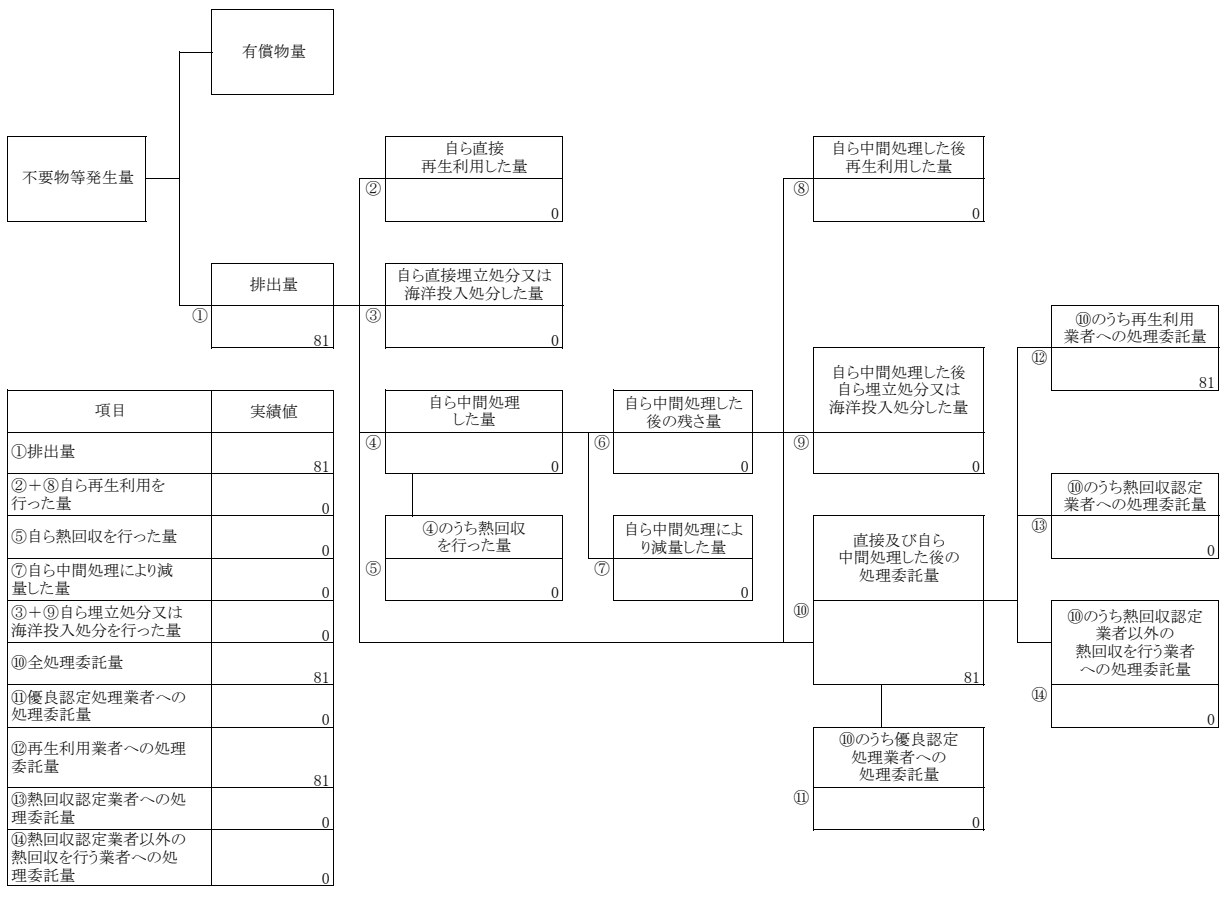 有償物量
不要物等発生量
自ら直接
再生利用した量
②
0
自ら中間処理した後
再生利用した量
⑧
0
排出量
①
81
自ら直接埋立処分又は
海洋投入処分した量
③
0
⑩のうち再生利用
業者への処理委託量
⑫
81
自ら中間処理
した量
④
0
自ら中間処理した
後の残さ量
⑥
0
自ら中間処理した後
自ら埋立処分又は
海洋投入処分した量
⑨
0
⑩のうち熱回収認定
業者への処理委託量
⑬
0
④のうち熱回収
を行った量
⑤
0
自ら中間処理によ
り減量した量
⑦
0
直接及び自ら
中間処理した後の
処理委託量
⑩
81
⑩のうち熱回収認定
業者以外の
熱回収を行う業者
への処理委託量
⑭
0
⑩のうち優良認定
処理業者への
処理委託量
⑪
0
項目 実績値
①排出量
81
②+⑧自ら再生利用を
行った量
0
⑤自ら熱回収を行った量
0
⑦自ら中間処理により減
量した量
0
③+⑨自ら埋立処分又は
海洋投入処分を行った量
0
⑩全処理委託量
81
⑪優良認定処理業者への
処理委託量
0
⑫再生利用業者への処理
委託量
81
⑬熱回収認定業者への処
理委託量
0
⑭熱回収認定業者以外の
熱回収を行う業者への処
理委託量
0